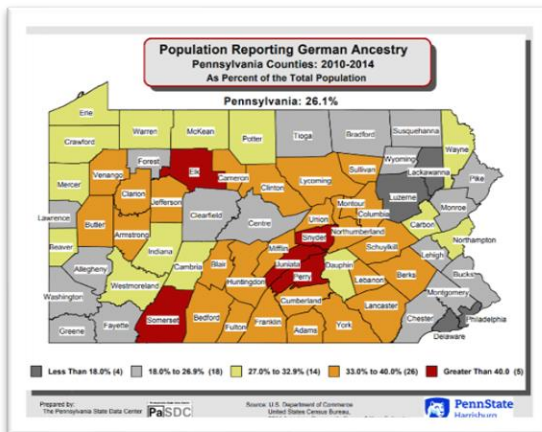 Population Reporting German Ancestry
Pennsylvania Counties: 2010-2014
As Percent of the Total Population
Pennsylvania: 26.1%
Erie
Warren
McKean
Potter
Tioga
Bradford
Susquehanna
Wayne
Crawford
Wyoming
Lackawanna
Forest
Elk
Cameron
Sullivan
Pike
Venango
Mercer
Clinton
Lycoming
Luzerne
Clarion
Jefferson
Monroe
Montour
Columbia
Lawrence
Clearfield
Centre
Union
Carbon
Butler
Armstrong
Snyder
Northumberland
Northampton
Beaver
Indiana
Mifflin
Schuylkill
Lehigh
Allegheny
Cambria
Blair
Juniata
Dauphin
Berks
Bucks
Westmoreland
Huntingdon
Perry
Lebanon
Montgomery
Washington
Cumberland
Lancaster
Philadelphia
Somerset
Bedford
Chester
Greene
Fayette
Fulton
Franklin
Adams
York
Delaware
Less Than 18.0% (4)
18.0% to 26.9% (18)
27.0% to 32.9% (14)
33.0% to 40.0% (26)
Greater Than 40.0 (5)
Prepared by:
The Pennsylvania State Data Center
PaSDC
Source: U.S. Department of Commerce
United States Census Bureau,
PennState
Harrisburg